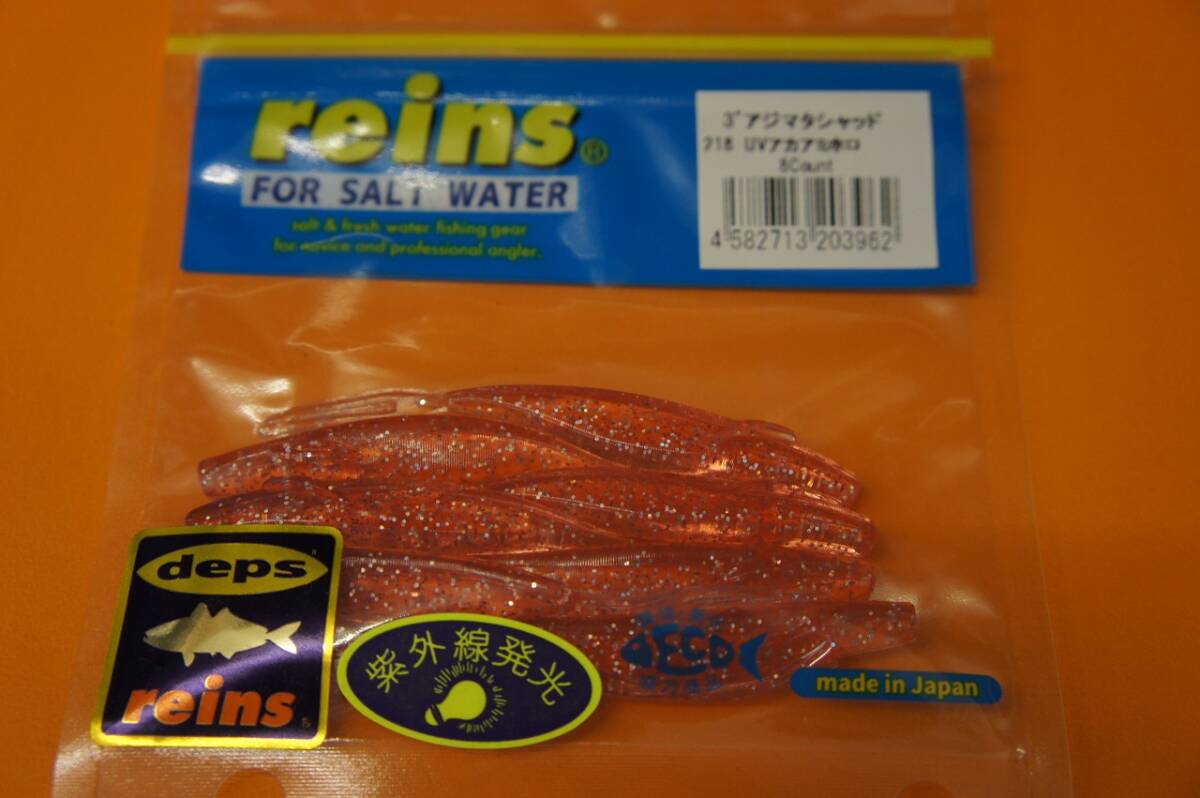 reins®
FOR SALT WATER
salt & fresh water fishing gear
for novice and professional angler.
3"アジマタシャッド
218 UVアカアミホロ
8Count
4 582713 203962
deps
reins
紫外線発光
ECO
made in Japan